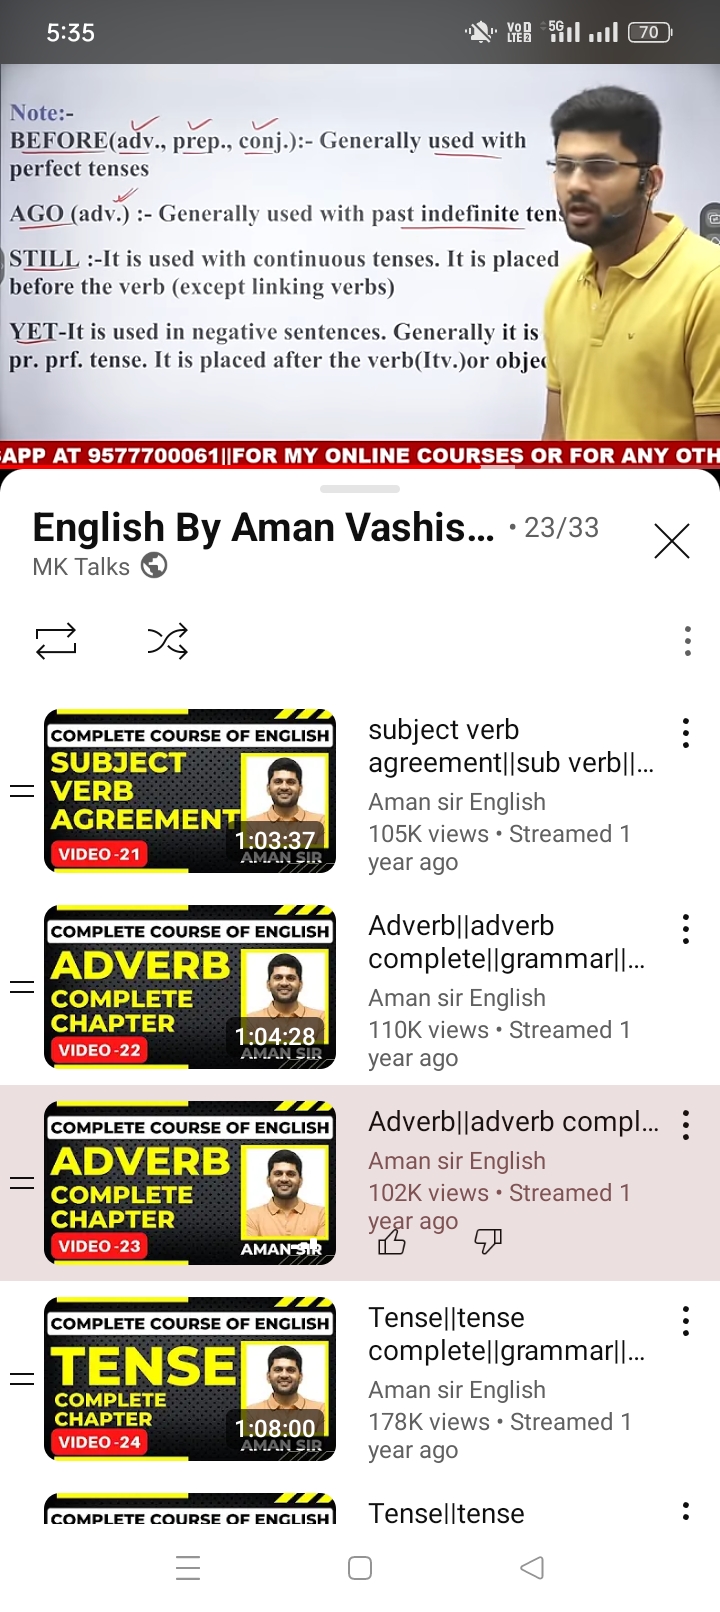 5:35
VoD LTE2 5G 70
Note:-
BEFORE(adv., prep., conj.):- Generally used with
perfect tenses
AGO (adv.) :- Generally used with past indefinite tens
STILL :-It is used with continuous tenses. It is placed
before the verb (except linking verbs)
YET-It is used in negative sentences. Generally it is
pr. prf. tense. It is placed after the verb(Itv.)or objec
SAPP AT 9577700061||FOR MY ONLINE COURSES OR FOR ANY OTH
English By Aman Vashis... • 23/33
MK Talks
COMPLETE COURSE OF ENGLISH
SUBJECT
VERB
AGREEMENT
1:03:37
VIDEO -21
AMAN SIR
subject verb
agreement||sub verb||...
Aman sir English
105K views • Streamed 1
year ago
COMPLETE COURSE OF ENGLISH
ADVERB
COMPLETE
CHAPTER
1:04:28
VIDEO -22
AMAN SIR
Adverb||adverb
complete||grammar||...
Aman sir English
110K views • Streamed 1
year ago
COMPLETE COURSE OF ENGLISH
ADVERB
COMPLETE
CHAPTER
VIDEO -23
AMAN SIR
Adverb||adverb compl...
Aman sir English
102K views • Streamed 1
year ago
COMPLETE COURSE OF ENGLISH
TENSE
COMPLETE
CHAPTER
1:08:00
VIDEO -24
AMAN SIR
Tense||tense
complete||grammar||...
Aman sir English
178K views • Streamed 1
year ago
COMPLETE COURSE OF ENGLISH
Tense||tense